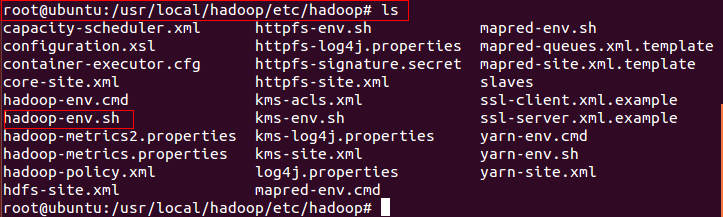 root@ubuntu:/usr/local/hadoop/etc/hadoop# ls
capacity-scheduler.xml httpfs-env.sh mapred-env.sh
configuration.xsl httpfs-log4j.properties mapred-queues.xml.template
container-executor.cfg httpfs-signature.secret mapred-site.xml.template
core-site.xml httpfs-site.xml slaves
hadoop-env.cmd kms-acls.xml ssl-client.xml.example
hadoop-env.sh kms-env.sh ssl-server.xml.example
hadoop-metrics2.properties kms-log4j.properties yarn-env.cmd
hadoop-metrics.properties kms-site.xml yarn-env.sh
hadoop-policy.xml log4j.properties yarn-site.xml
hdfs-site.xml mapred-env.cmd
root@ubuntu:/usr/local/hadoop/etc/hadoop#